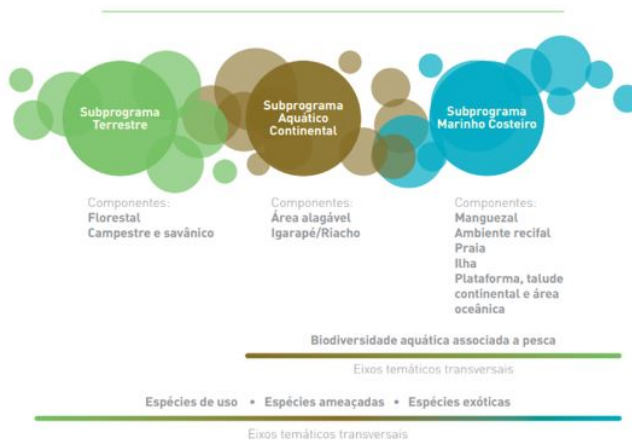 Subprograma
Terrestre
Subprograma
Aquático
Continental
Subprograma
Marinho Costeiro
Componentes:
Florestal
Campestre e savânico
Componentes:
Área alagável
Igarapé/Riacho
Componentes:
Manguezal
Ambiente recifal
Praia
Ilha
Plataforma, talude
continental e área
oceânica
Biodiversidade aquática associada a pesca
Eixos temáticos transversais
Espécies de uso • Espécies ameaçadas • Espécies exóticas
Eixos temáticos transversais